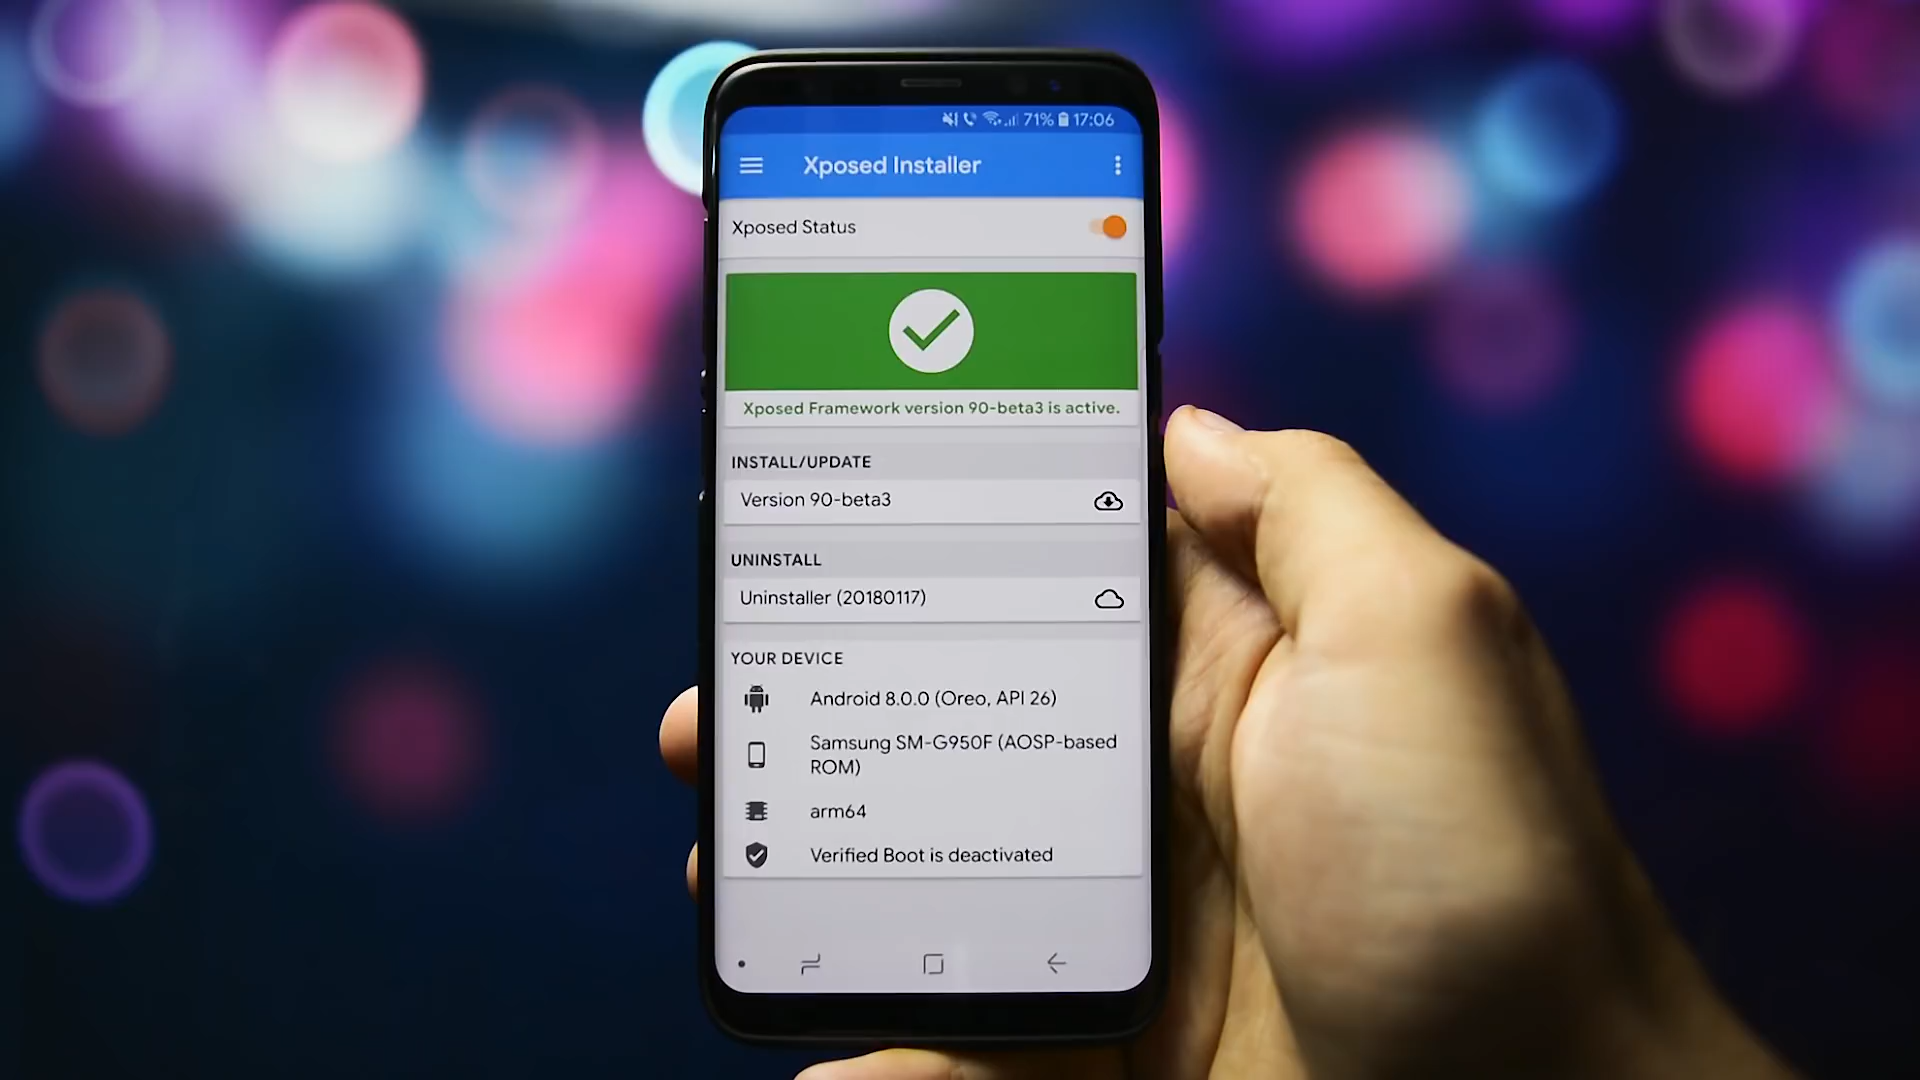 71% 17:06
Xposed Installer
Xposed Status
Xposed Framework version 90-beta3 is active.
INSTALL/UPDATE
Version 90-beta3
UNINSTALL
Uninstaller (20180117)
YOUR DEVICE
Android 8.0.0 (Oreo, API 26)
Samsung SM-G950F (AOSP-based
ROM)
arm64
Verified Boot is deactivated